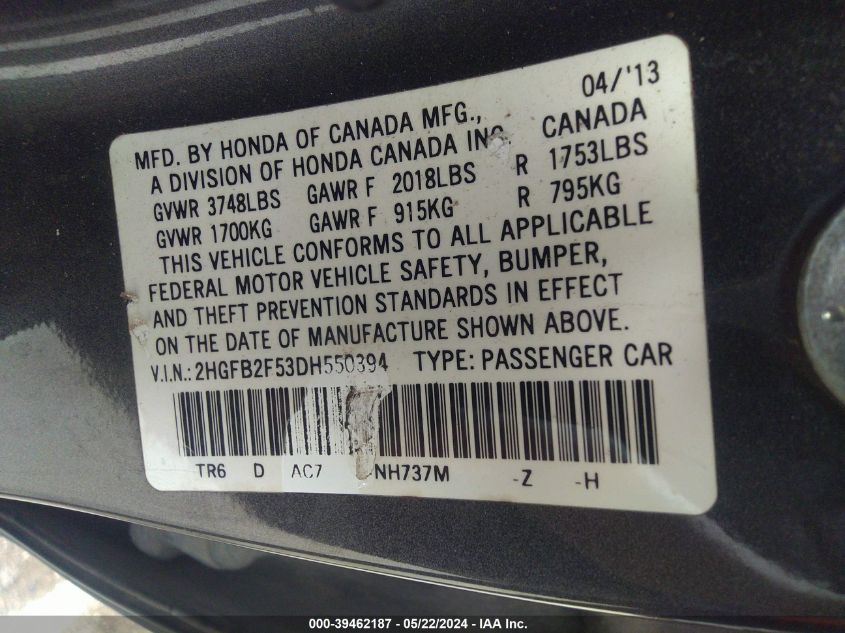 04/'13
MFD. BY HONDA OF CANADA MFG., CANADA
A DIVISION OF HONDA CANADA INC.
GVWR 3748LBS GAWR F 2018LBS R 1753LBS
GVWR 1700KG GAWR F 915KG R 795KG
THIS VEHICLE CONFORMS TO ALL APPLICABLE
FEDERAL MOTOR VEHICLE SAFETY, BUMPER,
AND THEFT PREVENTION STANDARDS IN EFFECT
ON THE DATE OF MANUFACTURE SHOWN ABOVE.
V.I.N.: 2HGFB2F53DH550394 TYPE: PASSENGER CAR
TR6 D AC7 NH737M -Z -H
000-39462187 - 05/22/2024 - IAA Inc.